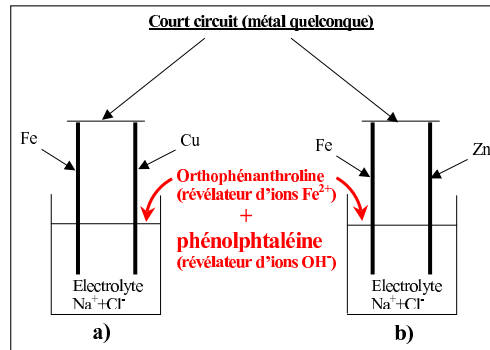 Court circuit (métal quelconque)
Fe
Cu
Fe
Zn
Orthophénanthroline
(révélateur d'ions Fe²⁺)
+
phénolphtaléine
(révélateur d'ions OH⁻)
Electrolyte
Na⁺+Cl⁻
a)
Electrolyte
Na⁺+Cl⁻
b)